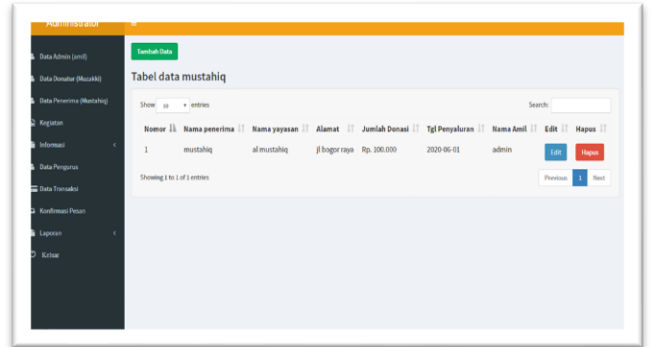 Administrator
Tambah Data
Data Admin (amil)
Data Donatur (Muzakki)
Data Penerima (Mustahiq)
Kegiatan
Informasi
Data Pengurus
Data Transaksi
Konfirmasi Pesan
Laporan
Keluar
Tabel data mustahiq
Show 10 entries Search:
Nomor Nama penerima Nama yayasan Alamat Jumlah Donasi Tgl Penyaluran Nama Amil Edit Hapus
1 mustahiq al mustahiq jl bogor raya Rp. 100.000 2020-06-01 admin Edit Hapus
Showing 1 to 1 of 1 entries Previous 1 Next